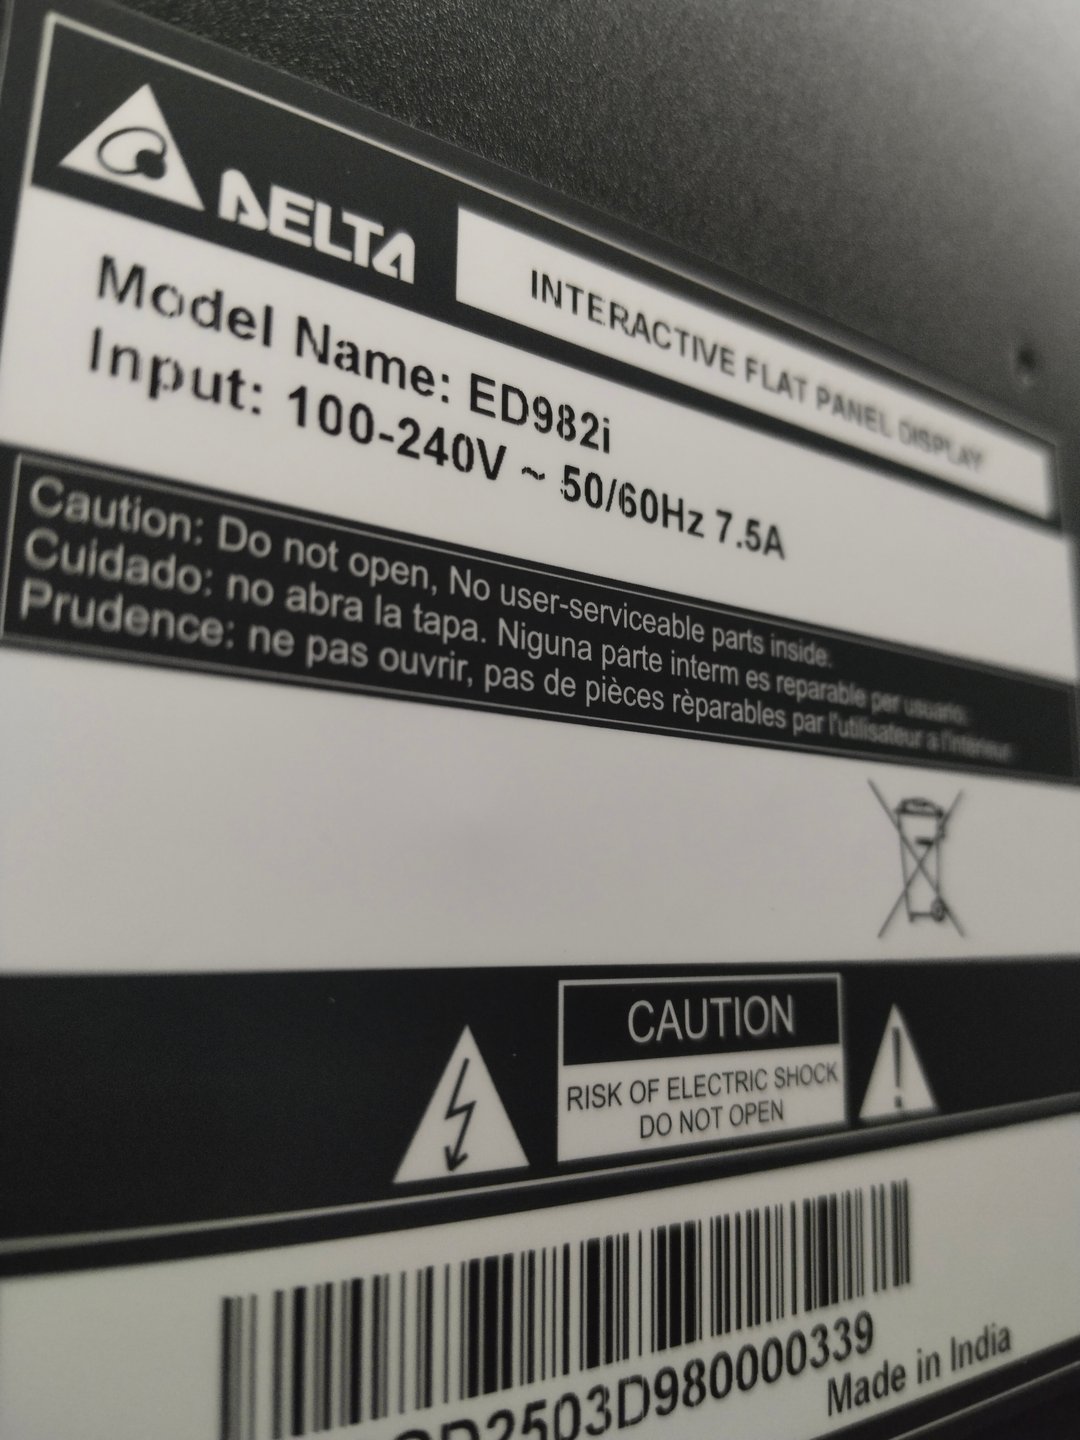 DELTA
INTERACTIVE FLAT PANEL DISPLAY
Model Name: ED982i
Input: 100-240V ~ 50/60Hz 7.5A
Caution: Do not open, No user-serviceable parts inside.
Cuidado: no abra la tapa. Niguna parte interm es reparable per usuario.
Prudence: ne pas ouvrir, pas de pièces rèparables par l'utilisateur a l'intérieur
CAUTION
RISK OF ELECTRIC SHOCK
DO NOT OPEN
D2503D980000339
Made in India